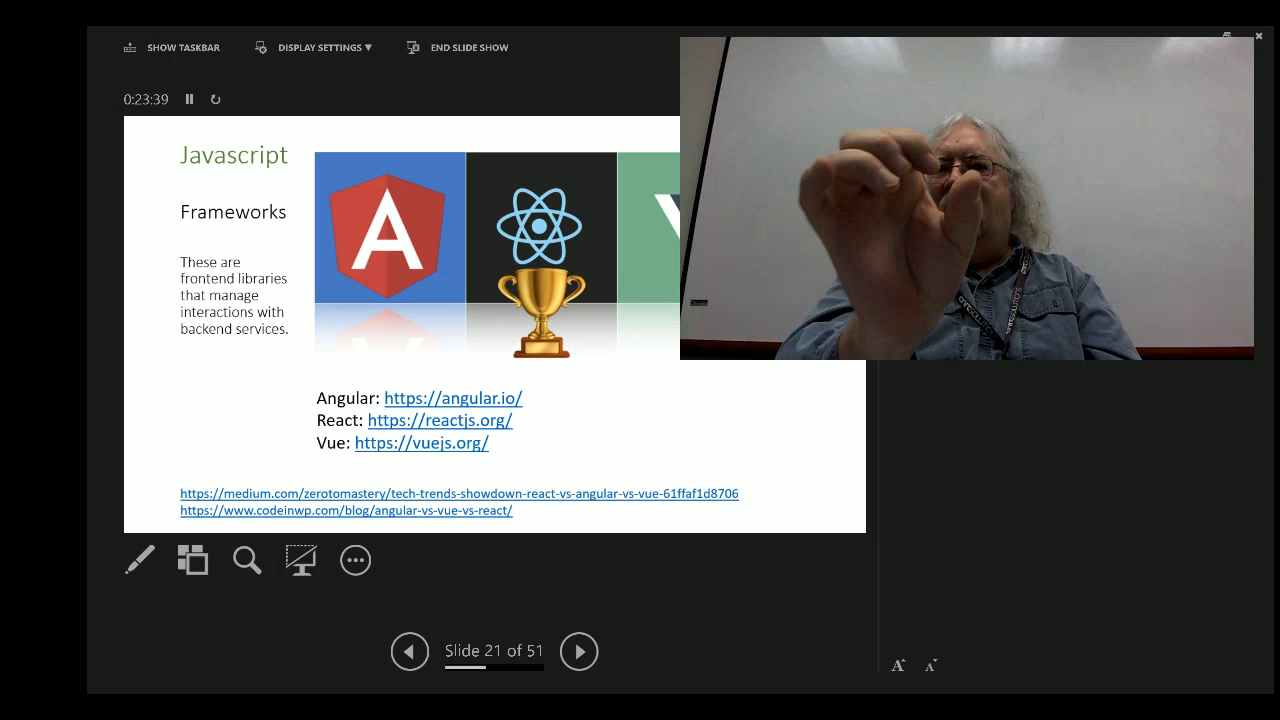 SHOW TASKBAR
DISPLAY SETTINGS ▼
END SLIDE SHOW
0:23:39
Javascript
Frameworks
These are
frontend libraries
that manage
interactions with
backend services.
A
Angular: https://angular.io/
React: https://reactjs.org/
Vue: https://vuejs.org/
https://medium.com/zerotomastery/tech-trends-showdown-react-vs-angular-vs-vue-61ffaf1d8706
https://www.codeinwp.com/blog/angular-vs-vue-vs-react/
Slide 21 of 51
A A